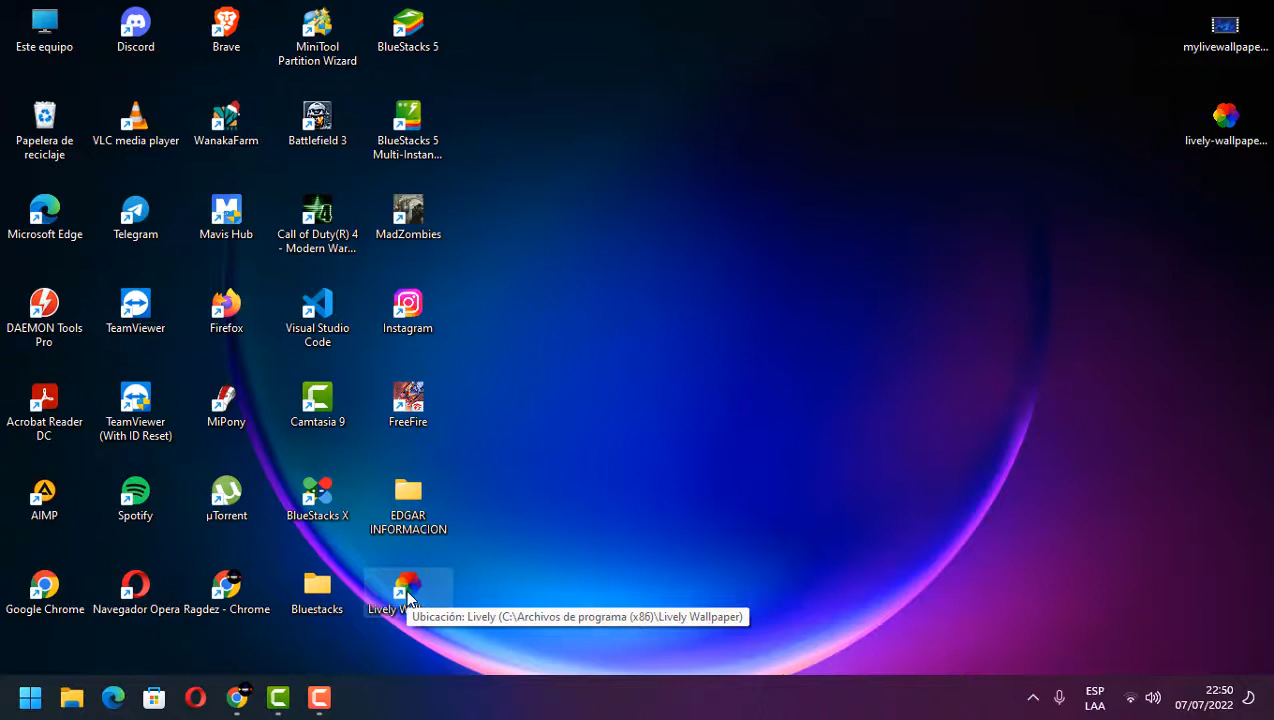 Este equipo
Discord
Brave
MiniTool
Partition Wizard
BlueStacks 5
mylivewallpape...
Papelera de
reciclaje
VLC media player
WanakaFarm
Battlefield 3
BlueStacks 5
Multi-Instan...
lively-wallpape...
Microsoft Edge
Telegram
Mavis Hub
Call of Duty(R) 4
- Modern War...
MadZombies
DAEMON Tools
Pro
TeamViewer
Firefox
Visual Studio
Code
Instagram
Acrobat Reader
DC
TeamViewer
(With ID Reset)
MiPony
Camtasia 9
FreeFire
AIMP
Spotify
µTorrent
BlueStacks X
EDGAR
INFORMACION
Google Chrome
Navegador Opera
Ragdez - Chrome
Bluestacks
Lively
Ubicación: Lively (C:\Archivos de programa (x86)\Lively Wallpaper)
ESP
LAA
22:50
07/07/2022